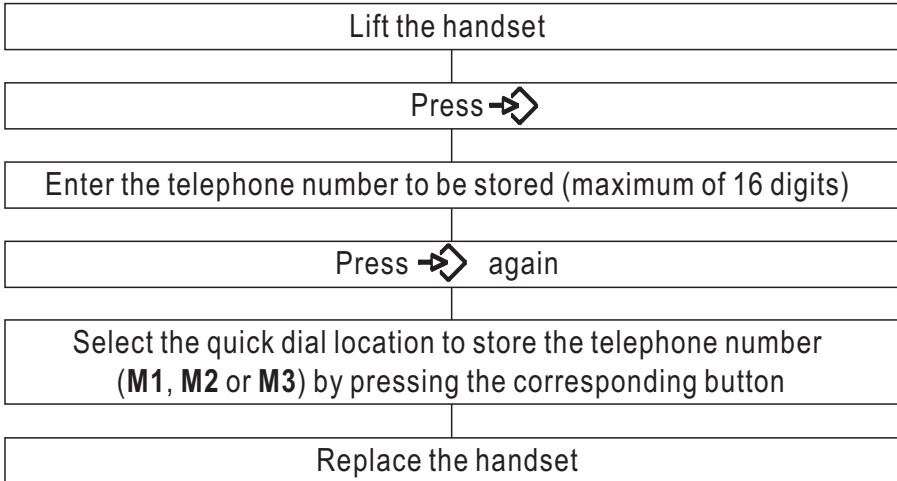 Lift the handset
Press
Enter the telephone number to be stored (maximum of 16 digits)
Press again
Select the quick dial location to store the telephone number
(M1, M2 or M3) by pressing the corresponding button
Replace the handset